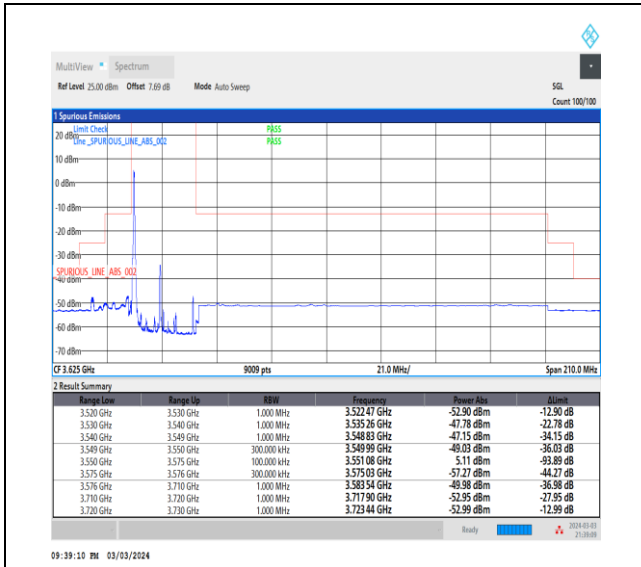 MultiView Spectrum
Ref Level 25.00 dBm Offset 7.69 dB Mode Auto Sweep SGL
Count 100/100
1 Spurious Emissions
Limit Check PASS
20 dBm
Line _SPURIOUS_LINE_ABS_002 PASS
10 dBm
0 dBm
-10 dBm
-20 dBm
-30 dBm
SPURIOUS_LINE_ABS_002
-40 dBm
-50 dBm
-60 dBm
-70 dBm
CF 3.625 GHz 9009 pts 21.0 MHz/ Span 210.0 MHz
2 Result Summary
Range Low Range Up RBW Frequency Power Abs ΔLimit
3.520 GHz 3.530 GHz 1.000 MHz 3.522 47 GHz -52.90 dBm -12.90 dB
3.530 GHz 3.540 GHz 1.000 MHz 3.535 26 GHz -47.78 dBm -22.78 dB
3.540 GHz 3.549 GHz 1.000 MHz 3.548 83 GHz -47.15 dBm -34.15 dB
3.549 GHz 3.550 GHz 300.000 kHz 3.549 99 GHz -49.03 dBm -36.03 dB
3.550 GHz 3.575 GHz 100.000 kHz 3.551 08 GHz 5.11 dBm -93.89 dB
3.575 GHz 3.576 GHz 300.000 kHz 3.575 03 GHz -57.27 dBm -44.27 dB
3.576 GHz 3.710 GHz 1.000 MHz 3.583 54 GHz -49.98 dBm -36.98 dB
3.710 GHz 3.720 GHz 1.000 MHz 3.717 90 GHz -52.95 dBm -27.95 dB
3.720 GHz 3.730 GHz 1.000 MHz 3.723 44 GHz -52.99 dBm -12.99 dB
Ready 2024-03-03
21:39:09
09:39:10 PM 03/03/2024